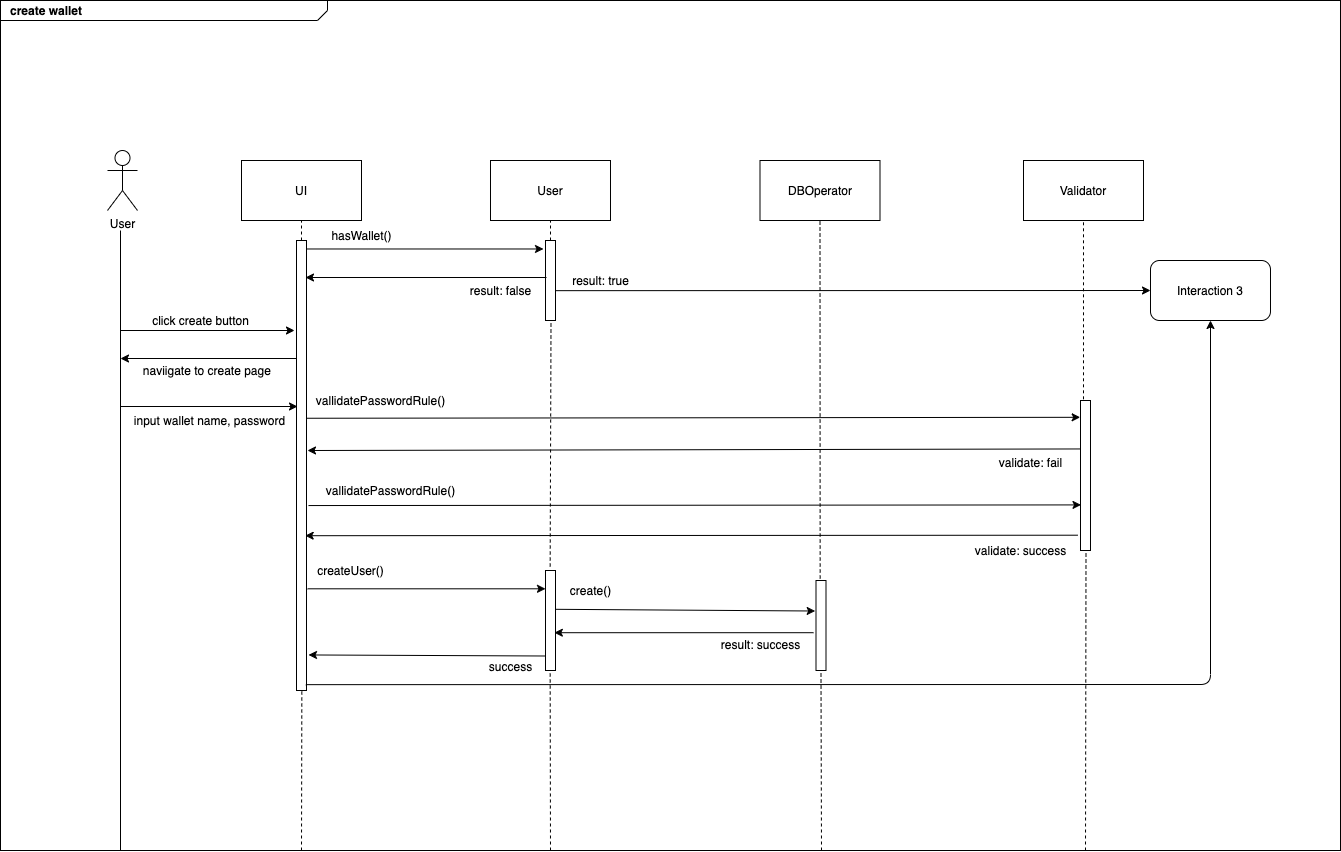 create wallet
User
UI
User
DBOperator
Validator
hasWallet()
result: false
result: true
Interaction 3
click create button
naviigate to create page
input wallet name, password
vallidatePasswordRule()
validate: fail
vallidatePasswordRule()
validate: success
createUser()
create()
result: success
success